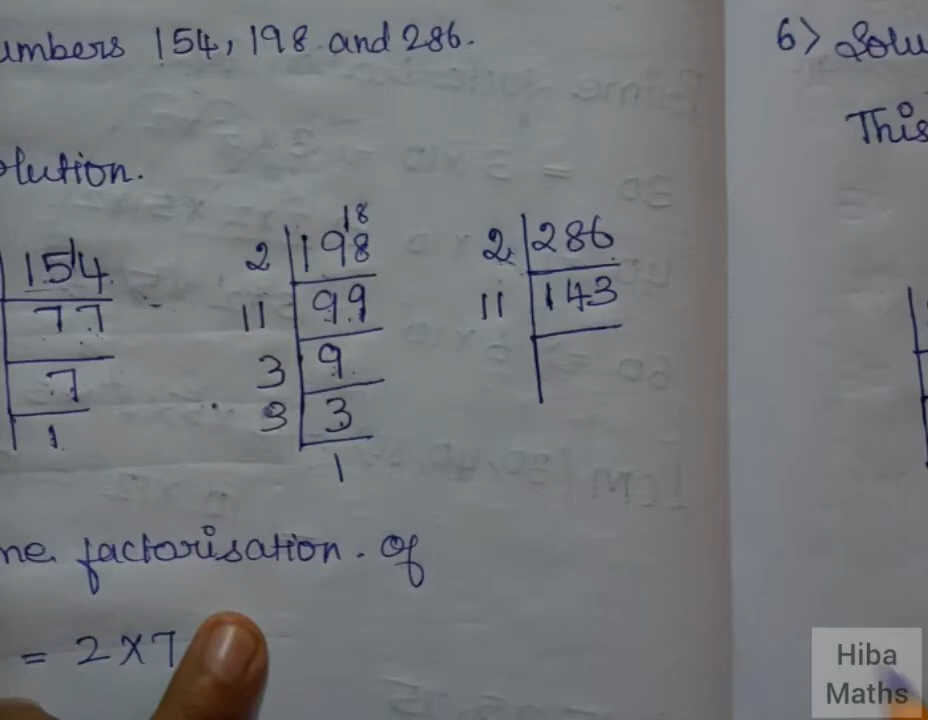 umbers 154, 198 and 286.
olution.
154
77
7
1
18
2 198
11 99
3 9
3 3
1
2 286
11 143
ne factorisation. Of
= 2 X 7
6) Solu
This
Hiba
Maths